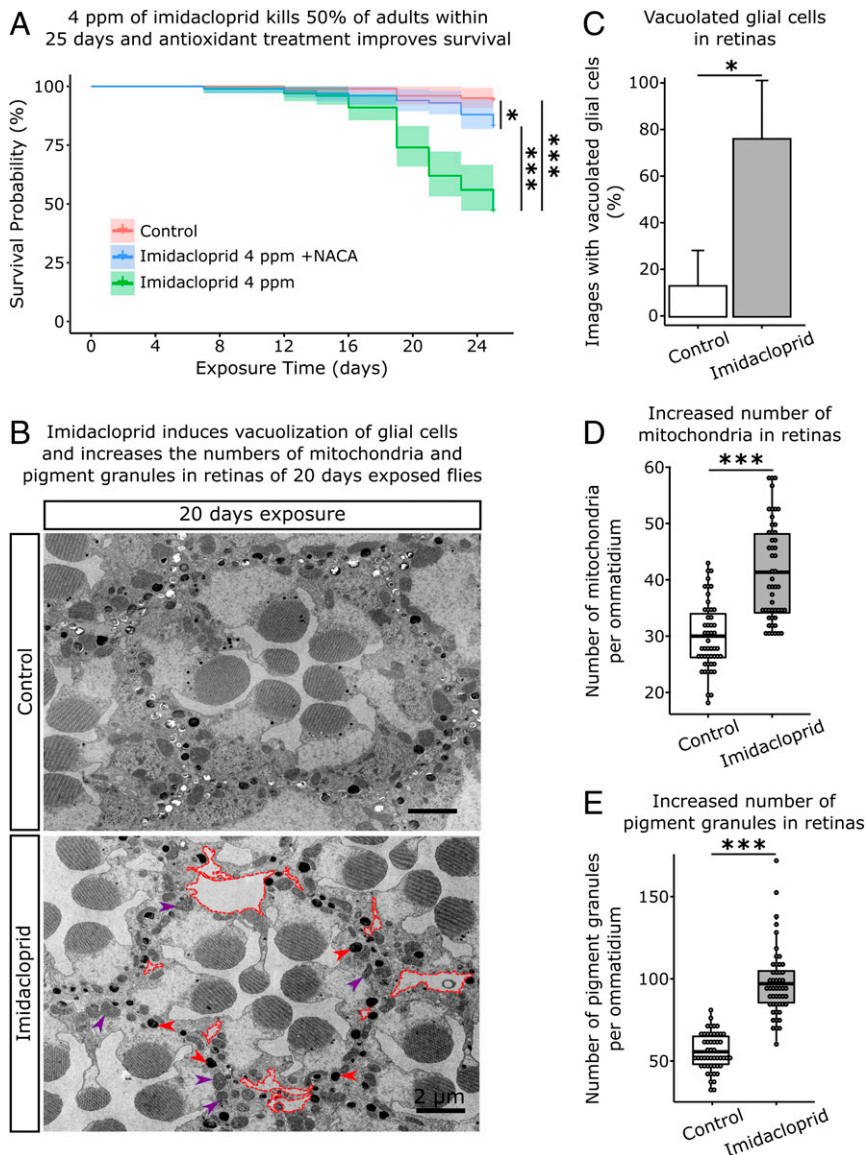 A
4 ppm of imidacloprid kills 50% of adults within
25 days and antioxidant treatment improves survival
Survival Probability (%)
100
75
50
25
0
*
***
***
Control
Imidacloprid 4 ppm +NACA
Imidacloprid 4 ppm
0 4 8 12 16 20 24
Exposure Time (days)
B
Imidacloprid induces vacuolization of glial cells
and increases the numbers of mitochondria and
pigment granules in retinas of 20 days exposed flies
20 days exposure
Control
Imidacloprid
2 μm
C
Vacuolated glial cells
in retinas
Images with vacuolated glial cels
(%)
100
80
60
40
20
0
*
Control
Imidacloprid
D
Increased number of
mitochondria in retinas
Number of mitochondria
per ommatidium
60
50
40
30
20
***
Control
Imidacloprid
E
Increased number of
pigment granules in retinas
Number of pigment granules
per ommatidium
150
100
50
***
Control
Imidacloprid